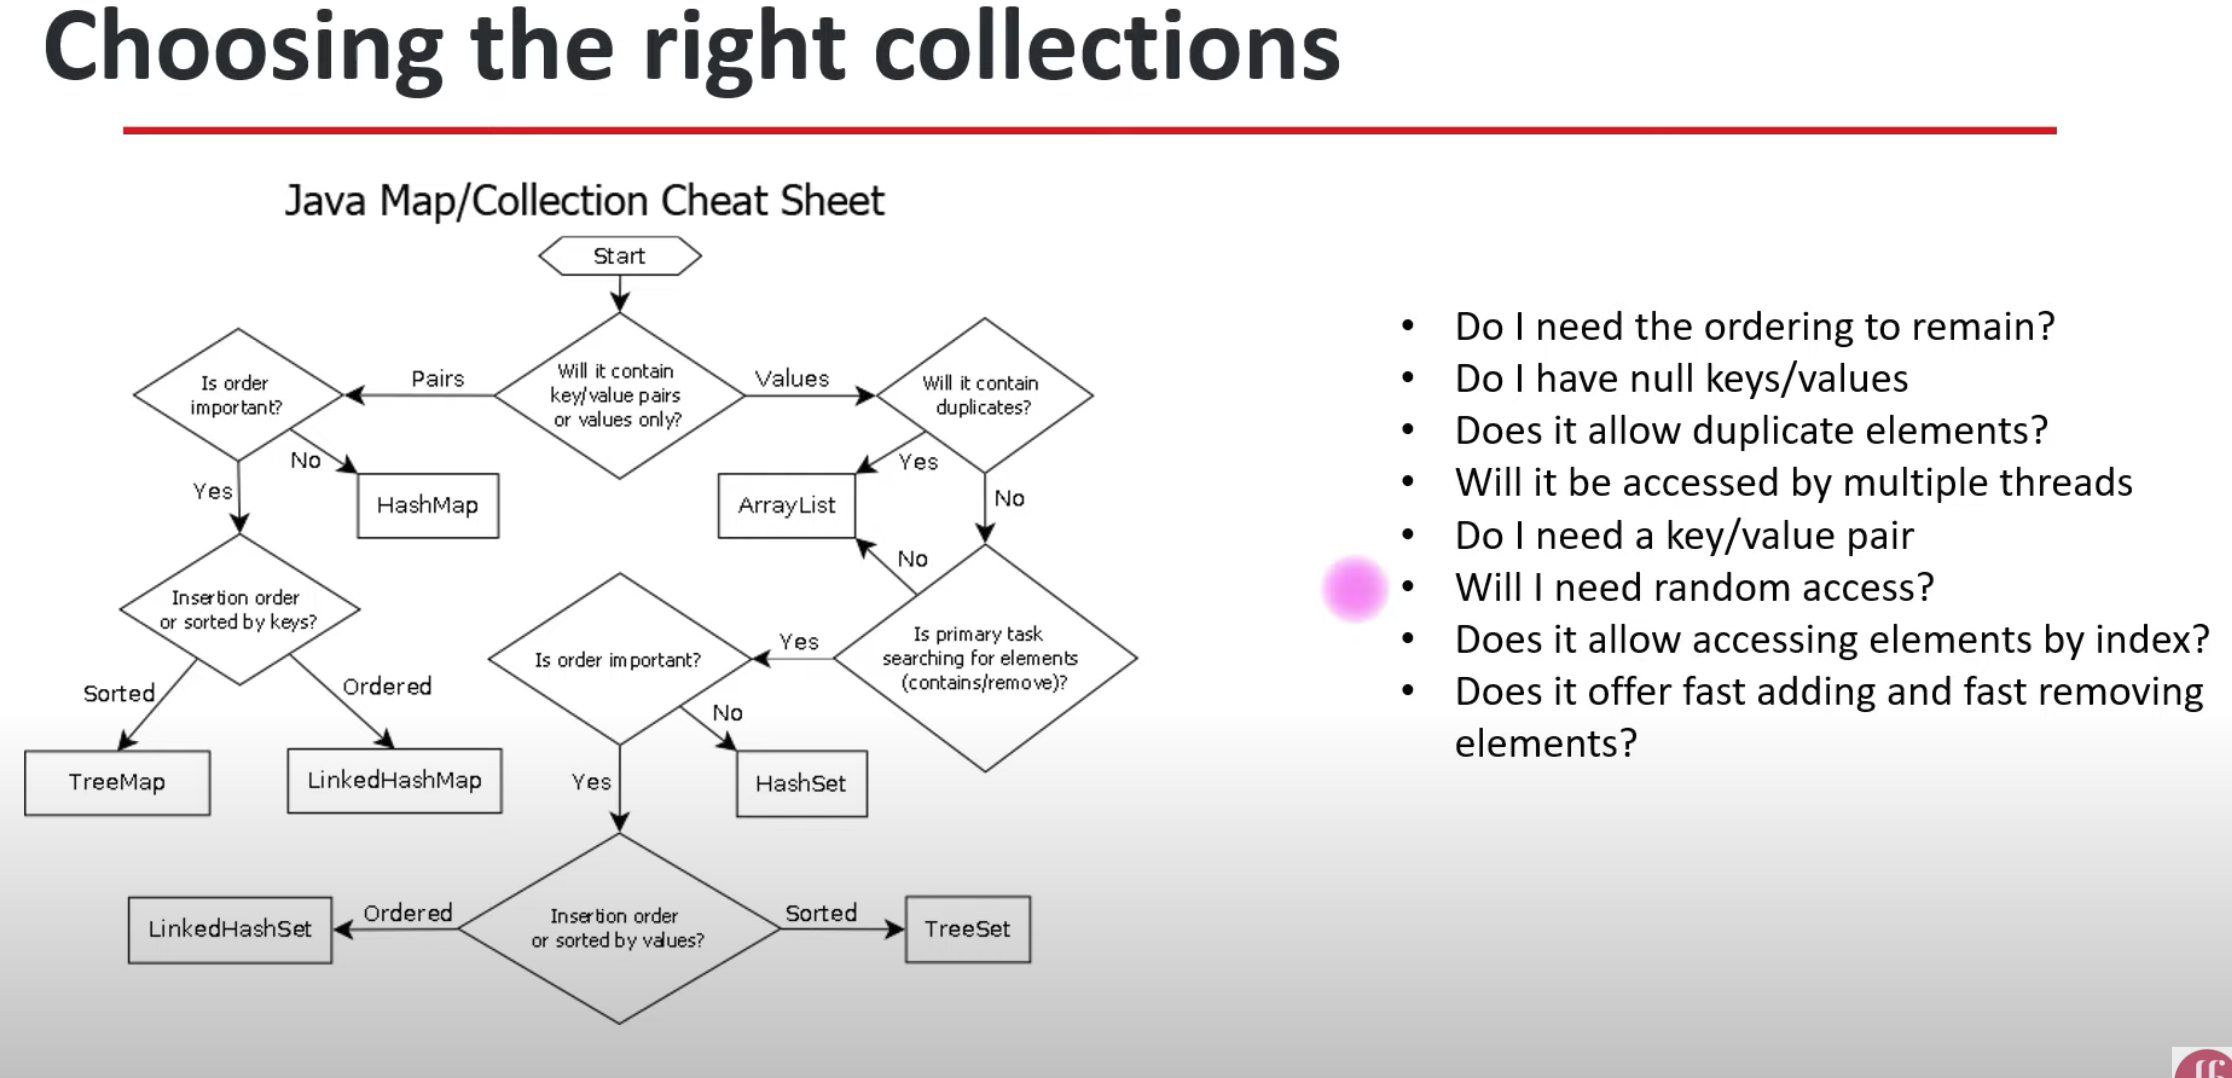 Choosing the right collections
Java Map/Collection Cheat Sheet
Start
Is order
important?
Pairs
Will it contain
key/value pairs
or values only?
Values
Will it contain
duplicates?
No
HashMap
Yes
ArrayList
Yes
No
Insertion order
or sorted by keys?
Sorted
Ordered
TreeMap
LinkedHashMap
Is order important?
Yes
No
Is primary task
searching for elements
(contains/remove)?
No
HashSet
Yes
LinkedHashSet
Ordered
Insertion order
or sorted by values?
Sorted
TreeSet
• Do I need the ordering to remain?
• Do I have null keys/values
• Does it allow duplicate elements?
• Will it be accessed by multiple threads
• Do I need a key/value pair
• Will I need random access?
• Does it allow accessing elements by index?
• Does it offer fast adding and fast removing
elements?